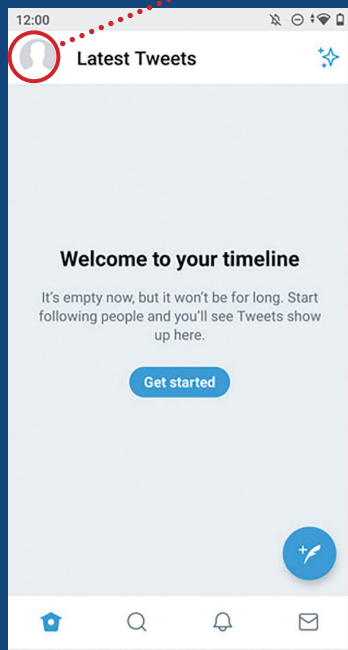 12:00
Latest Tweets
Welcome to your timeline
It's empty now, but it won't be for long. Start
following people and you'll see Tweets show
up here.
Get started